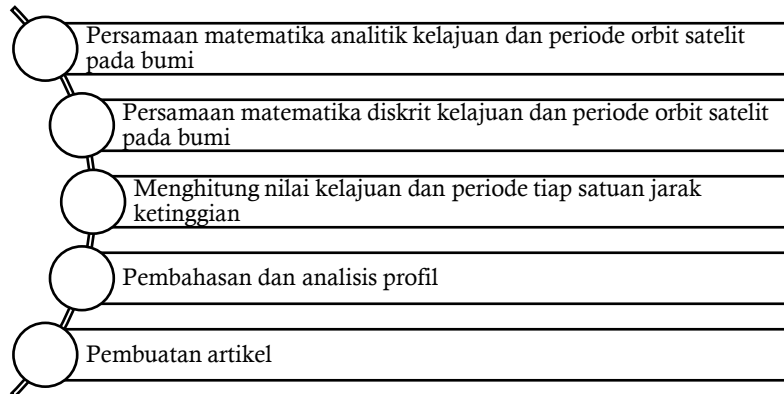 Persamaan matematika analitik kelajuan dan periode orbit satelit
pada bumi
Persamaan matematika diskrit kelajuan dan periode orbit satelit
pada bumi
Menghitung nilai kelajuan dan periode tiap satuan jarak
ketinggian
Pembahasan dan analisis profil
Pembuatan artikel